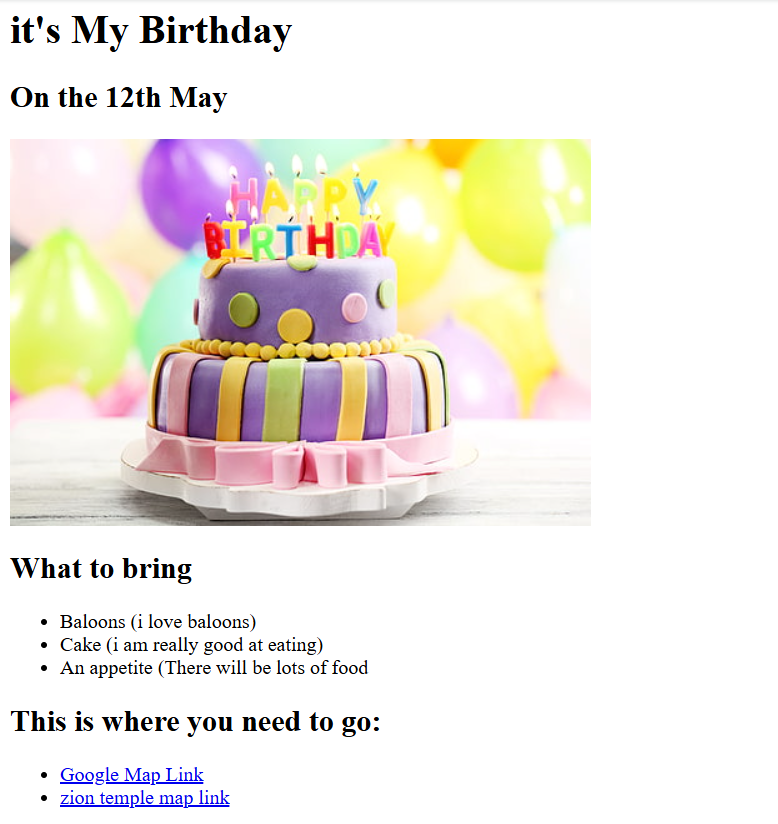 it's My Birthday
On the 12th May
HAPPY
BIRTHDAY
What to bring
Baloons (i love baloons)
Cake (i am really good at eating)
An appetite (There will be lots of food
This is where you need to go:
Google Map Link
zion temple map link